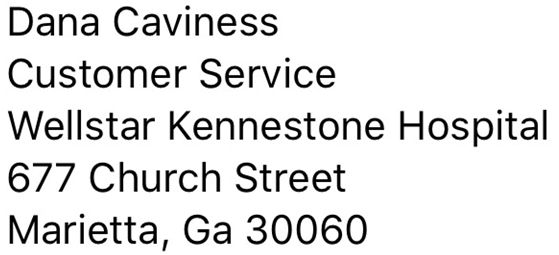 Dana Caviness
Customer Service
Wellstar Kennestone Hospital
677 Church Street
Marietta, Ga 30060